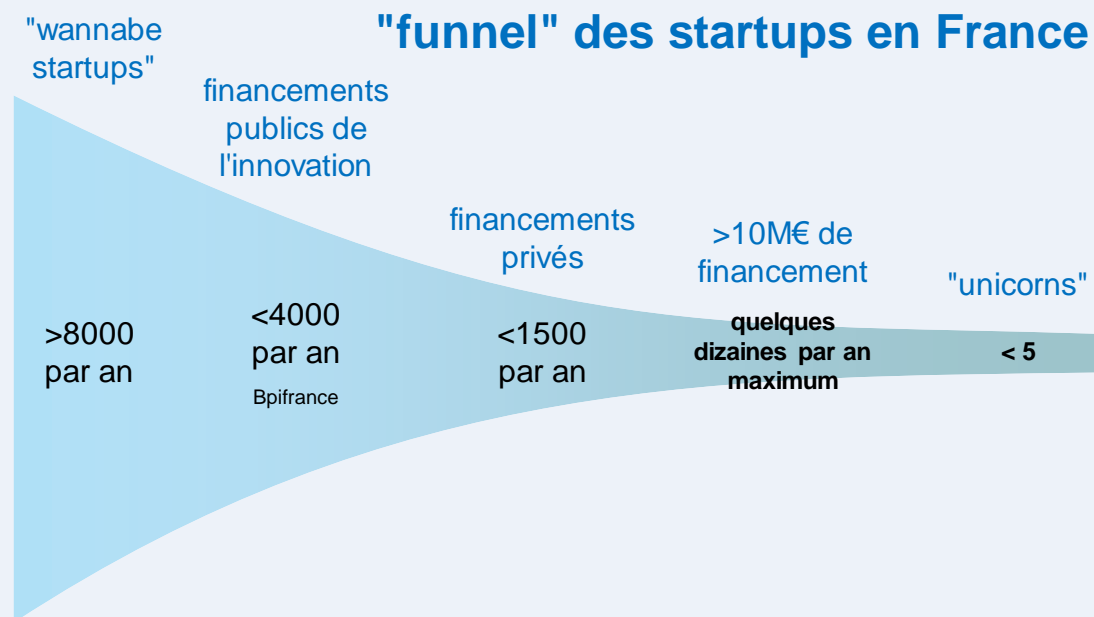 "funnel" des startups en France
"wannabe
startups"
financements
publics de
l'innovation
financements
privés
>10M€ de
financement
"unicorns"
>8000
par an
<4000
par an
Bpifrance
<1500
par an
quelques
dizaines par an
maximum
< 5